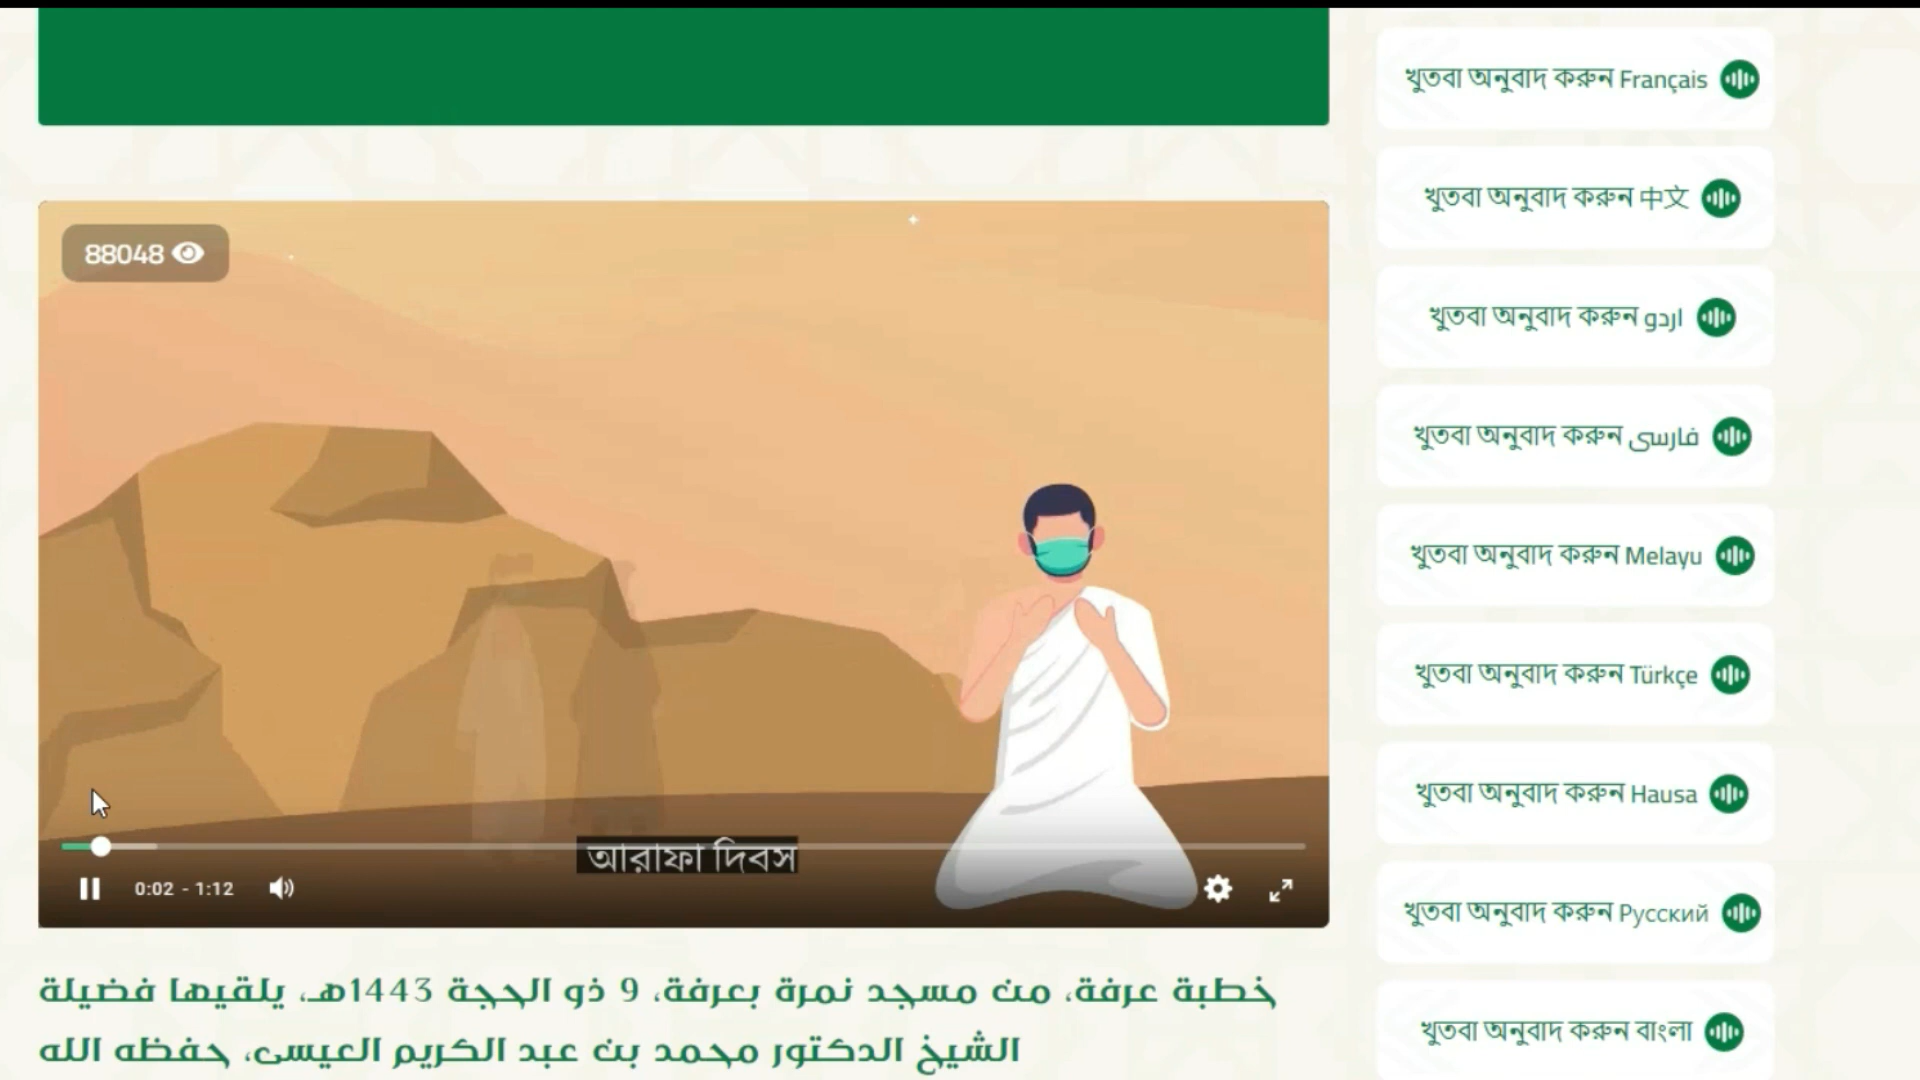 88048
আরাফা দিবস
0:02 - 1:12
خطبة عرفة، من مسجد نمرة بعرفة، 9 ذو الحجة 1443هـ، يلقيها فضيلة
الشيخ الدكتور محمد بن عبد الكريم العيسى، حفظه الله
খুতবা অনুবাদ করুন Français
খুতবা অনুবাদ করুন 中文
খুতবা অনুবাদ করুন اردو
খুতবা অনুবাদ করুন فارسی
খুতবা অনুবাদ করুন Melayu
খুতবা অনুবাদ করুন Türkçe
খুতবা অনুবাদ করুন Hausa
খুতবা অনুবাদ করুন Русский
খুতবা অনুবাদ করুন বাংলা